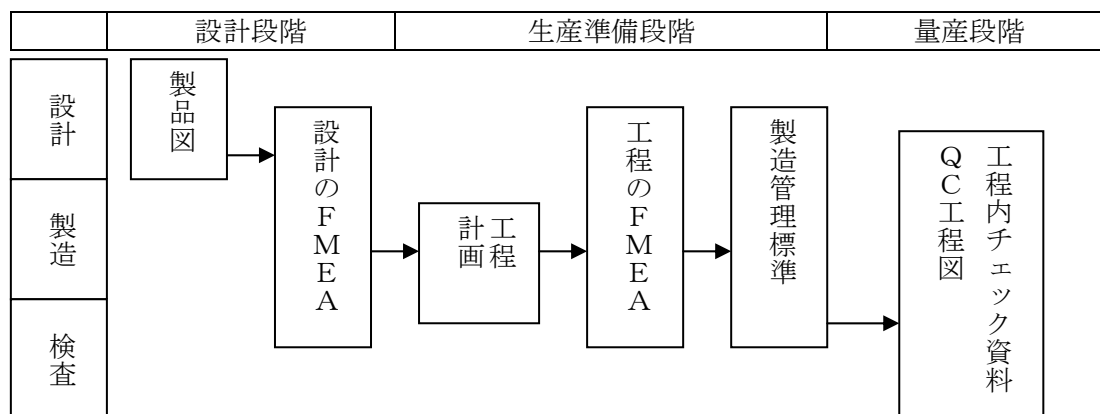 設計段階
生産準備段階
量産段階
設計
製造
検査
製品図
設計のFMEA
工程
計画
工程のFMEA
製造管理標準
工程内チェック資料
QC工程図